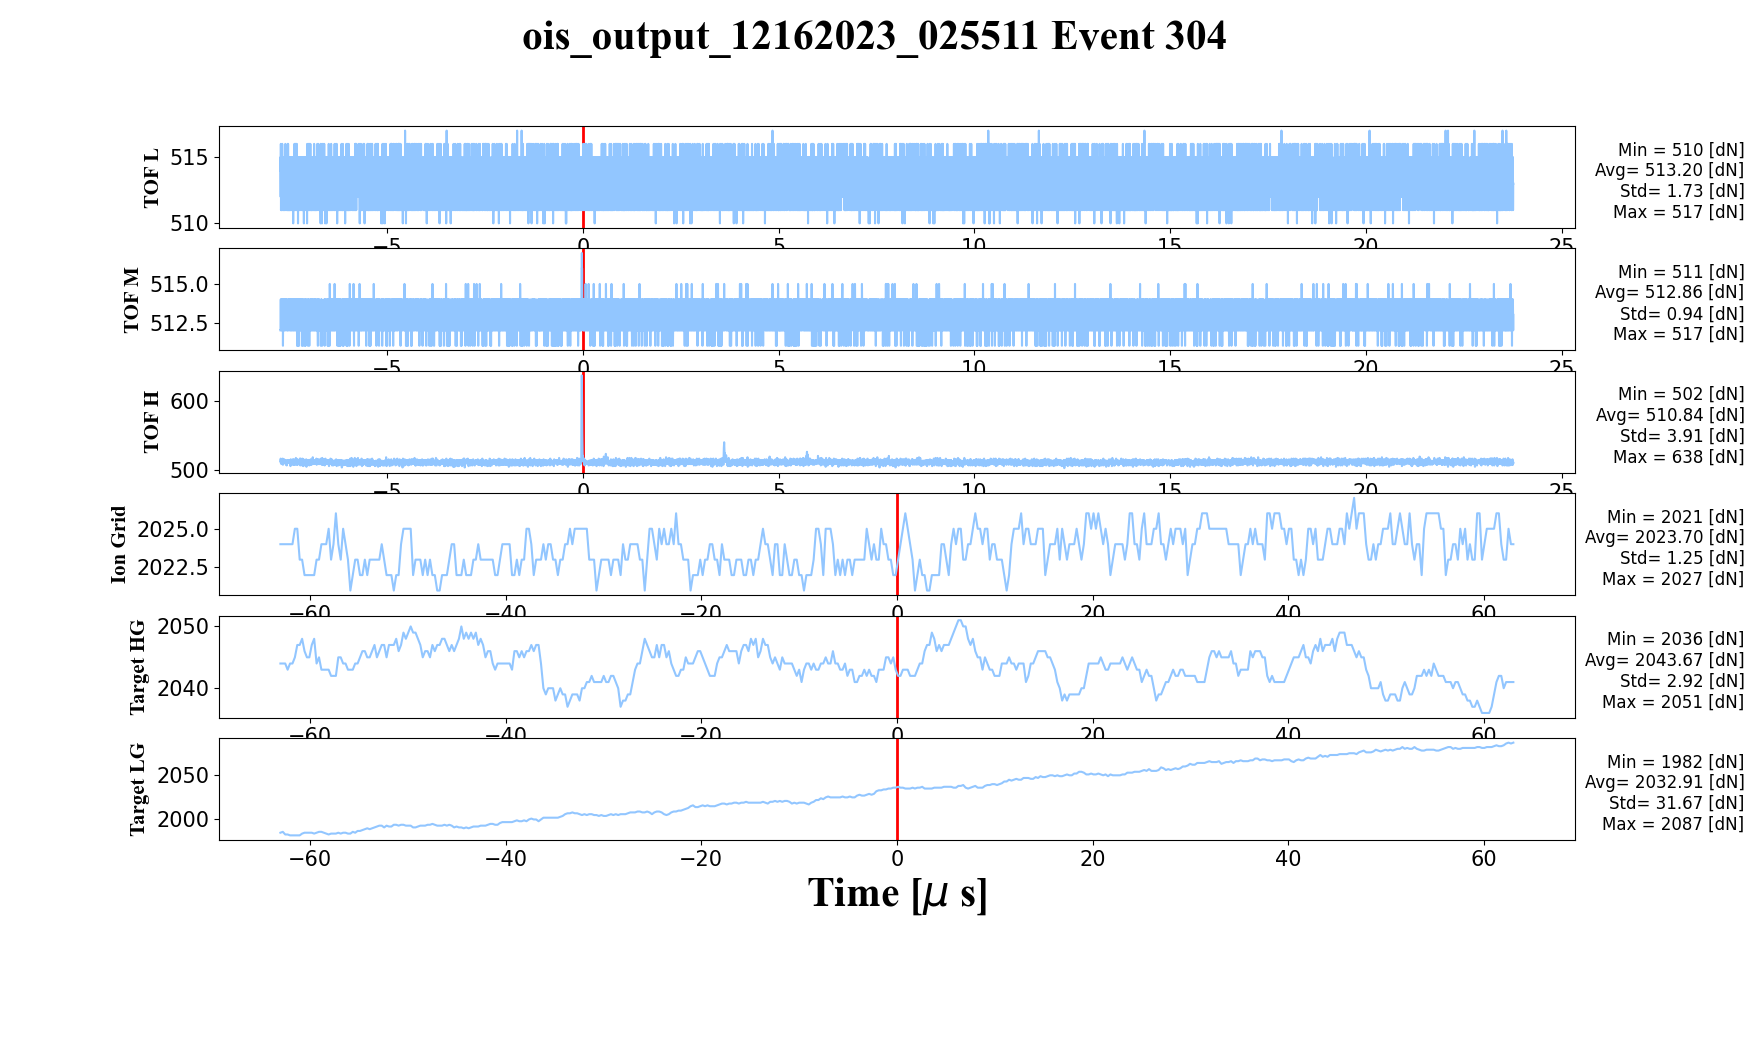 ois_output_12162023_025511 Event 304
TOF L
515
510
−5 0 5 10 15 20 25
Min = 510 [dN]
Avg= 513.20 [dN]
Std= 1.73 [dN]
Max = 517 [dN]
TOF M
515.0
512.5
−5 0 5 10 15 20 25
Min = 511 [dN]
Avg= 512.86 [dN]
Std= 0.94 [dN]
Max = 517 [dN]
TOF H
600
500
−5 0 5 10 15 20 25
Min = 502 [dN]
Avg= 510.84 [dN]
Std= 3.91 [dN]
Max = 638 [dN]
Ion Grid
2025.0
2022.5
−60 −40 −20 0 20 40 60
Min = 2021 [dN]
Avg= 2023.70 [dN]
Std= 1.25 [dN]
Max = 2027 [dN]
Target HG
2050
2040
−60 −40 −20 0 20 40 60
Min = 2036 [dN]
Avg= 2043.67 [dN]
Std= 2.92 [dN]
Max = 2051 [dN]
Target LG
2050
2000
−60 −40 −20 0 20 40 60
Min = 1982 [dN]
Avg= 2032.91 [dN]
Std= 31.67 [dN]
Max = 2087 [dN]
Time [μ s]